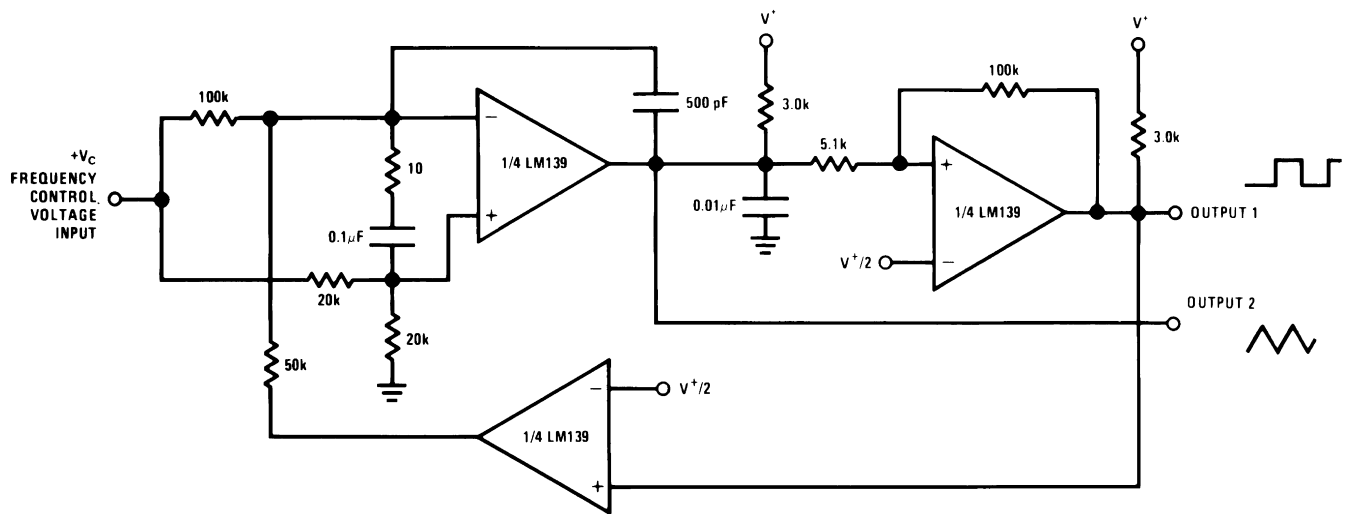 V+
V+
100k
500 pF
3.0k
100k
3.0k
+VC
FREQUENCY
CONTROL
VOLTAGE
INPUT
−
1/4 LM139
+
10
5.1k
+
1/4 LM139
−
0.1μF
0.01μF
OUTPUT 1
V+/2
20k
20k
OUTPUT 2
50k
−
V+/2
1/4 LM139
+